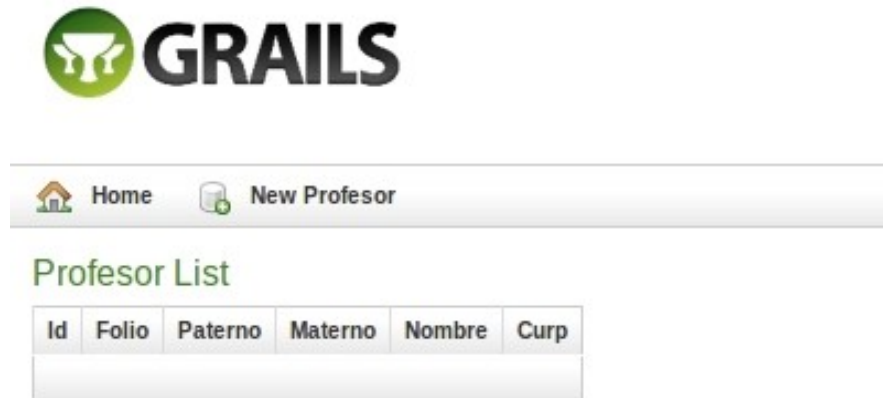 GRAILS
Home New Profesor
Profesor List
Id Folio Paterno Materno Nombre Curp